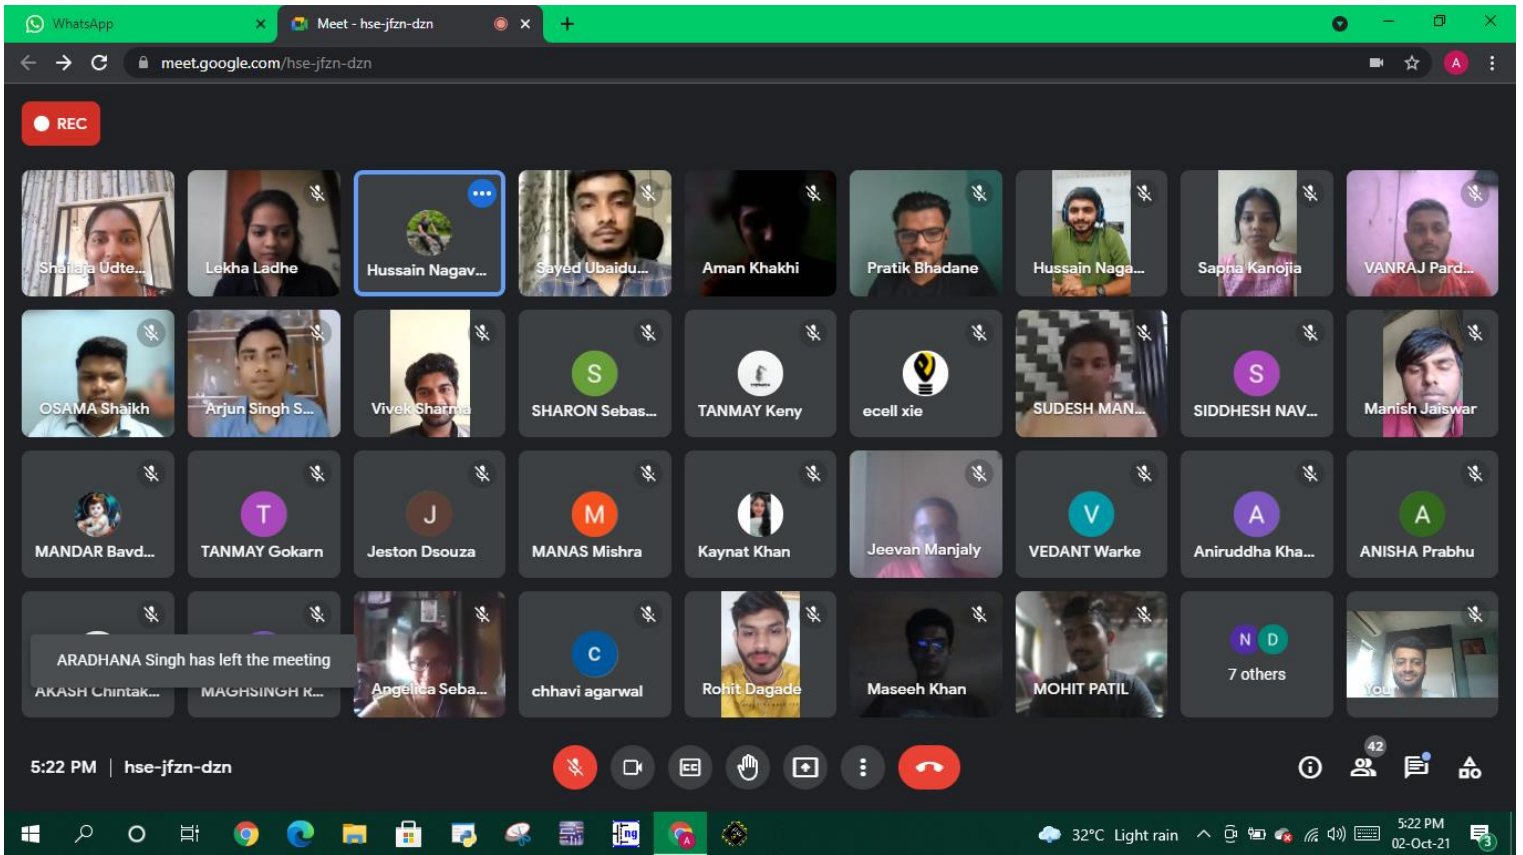 WhatsApp
Meet - hse-jfzn-dzn
meet.google.com/hse-jfzn-dzn
A
REC
Shailaja Udte...
Lekha Ladhe
Hussain Nagav...
Sayed Ubaidu...
Aman Khakhi
Pratik Bhadane
Hussain Naga...
Sapna Kanojia
VANRAJ Pard...
OSAMA Shaikh
Arjun Singh S...
Vivek Sharma
S
SHARON Sebas...
TANMAY Keny
ecell xie
SUDESH MAN...
S
SIDDHESH NAV...
Manish Jaiswar
MANDAR Bavd...
T
TANMAY Gokarn
J
Jeston Dsouza
M
MANAS Mishra
Kaynat Khan
Jeevan Manjaly
V
VEDANT Warke
A
Aniruddha Kha...
A
ANISHA Prabhu
ARADHANA Singh has left the meeting
AKASH Chintak...
MAGHSINGH R...
Angelica Seba...
c
chhavi agarwal
Rohit Dagade
Maseeh Khan
MOHIT PATIL
N D
7 others
You
5:22 PM | hse-jfzn-dzn
CC
42
32°C Light rain
5:22 PM
02-Oct-21
3